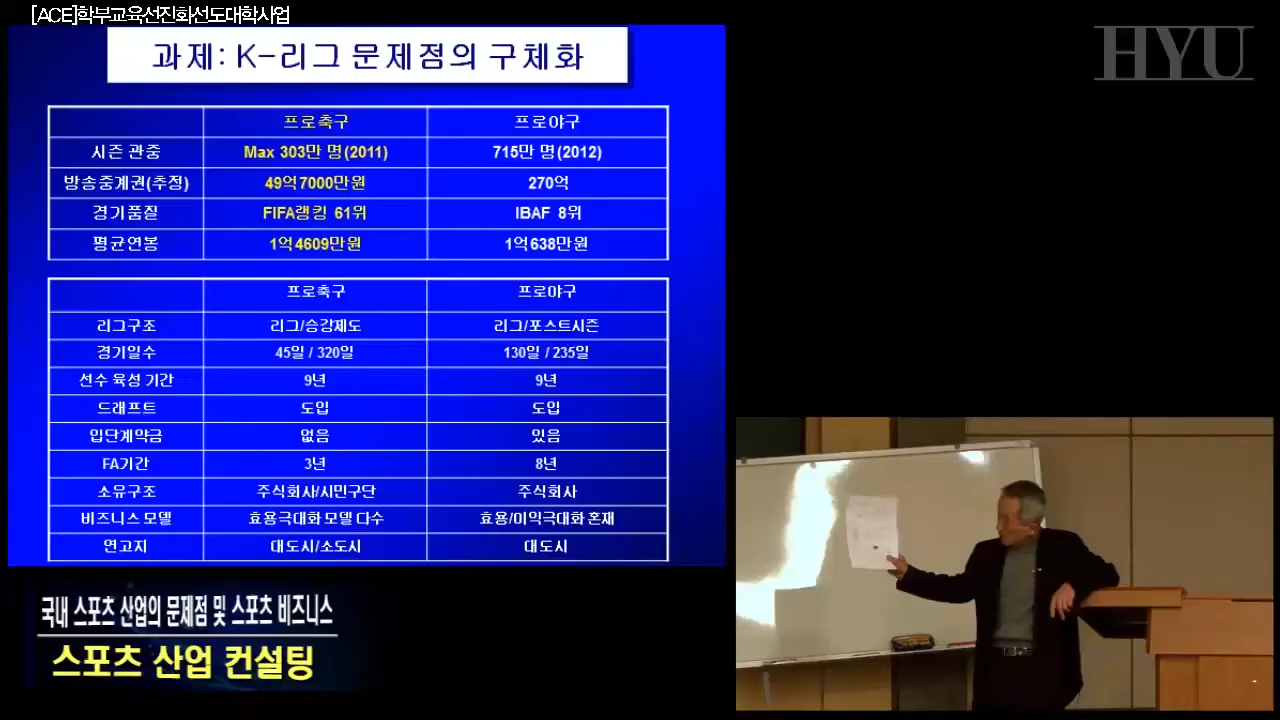 [ACE]학부교육선진화선도대학사업
HYU
과제: K-리그 문제점의 구체화
프로축구 프로야구
시즌 관중 Max 303만 명(2011) 715만 명(2012)
방송중계권(추정) 49억7000만원 270억
경기품질 FIFA랭킹 61위 IBAF 8위
평균연봉 1억4609만원 1억638만원
프로축구 프로야구
리그구조 리그/승강제도 리그/포스트시즌
경기일수 45일 / 320일 130일 / 235일
선수 육성 기간 9년 9년
드래프트 도입 도입
입단계약금 없음 있음
FA기간 3년 8년
소유구조 주식회사/시민구단 주식회사
비즈니스 모델 효용극대화 모델 다수 효용/이익극대화 혼재
연고지 대도시/소도시 대도시
국내 스포츠 산업의 문제점 및 스포츠 비즈니스
스포츠 산업 컨설팅